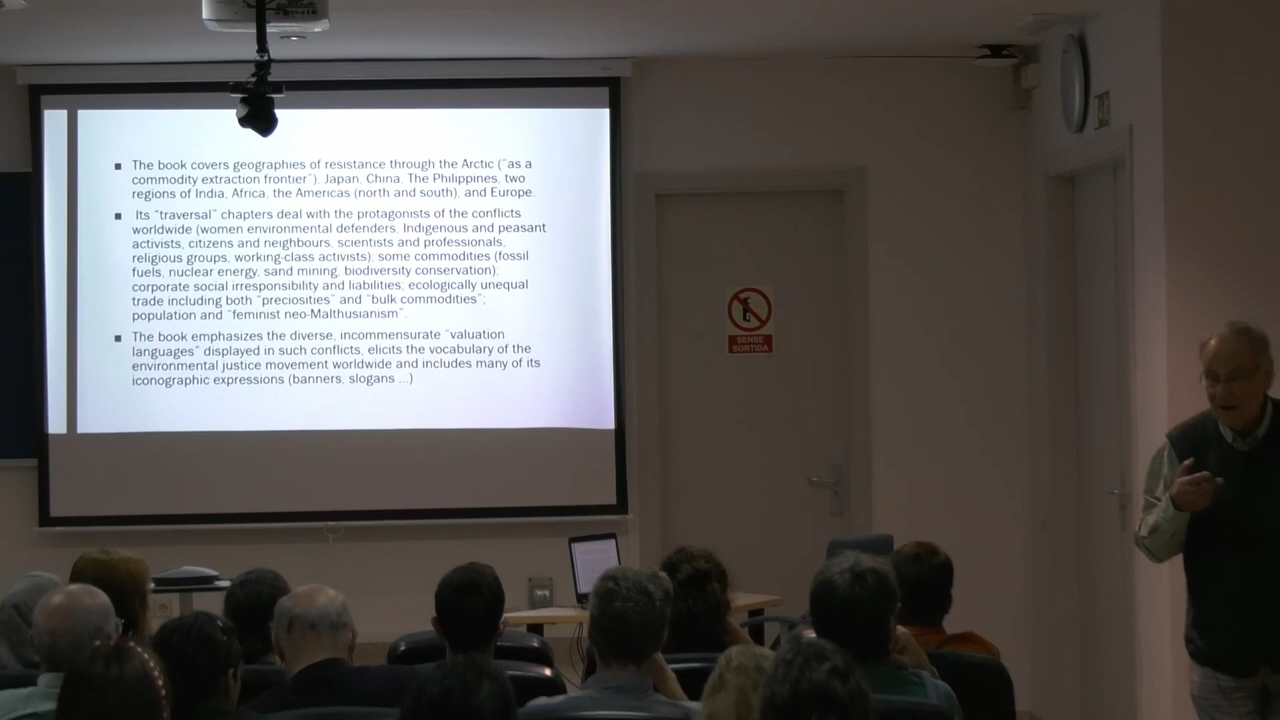 The book covers geographies of resistance through the Arctic ("as a
commodity extraction frontier"), Japan, China, The Philippines, two
regions of India, Africa, the Americas (north and south), and Europe.
Its "traversal" chapters deal with the protagonists of the conflicts
worldwide (women environmental defenders, Indigenous and peasant
activists, citizens and neighbours, scientists and professionals,
religious groups, working-class activists), some commodities (fossil
fuels, nuclear energy, sand mining, biodiversity conservation);
corporate social irresponsibility and liabilities; ecologically unequal
trade including both "preciosities" and "bulk commodities";
population and "feminist neo-Malthusianism".
The book emphasizes the diverse, incommensurate "valuation
languages" displayed in such conflicts, elicits the vocabulary of the
environmental justice movement worldwide and includes many of its
iconographic expressions (banners, slogans ...)
SENSE
SORTIDA